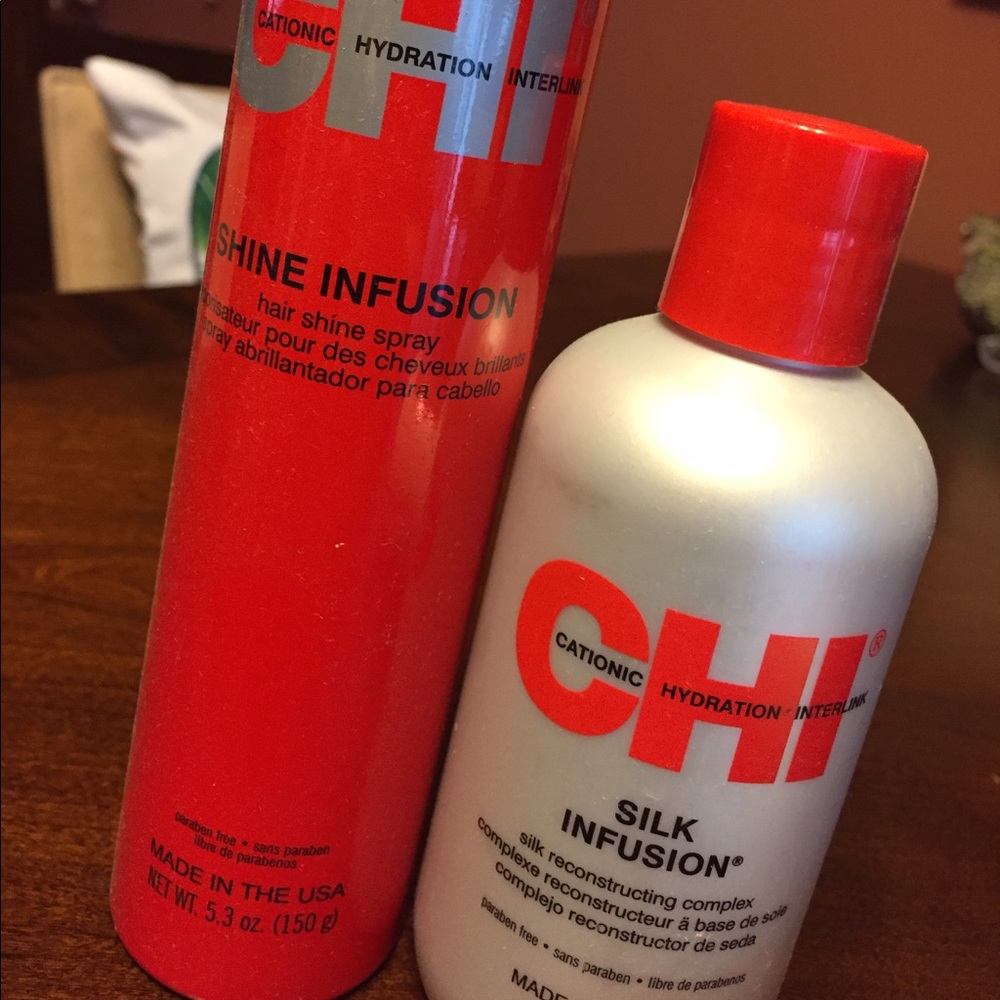 CHI
CATIONIC HYDRATION INTERLINK
SHINE INFUSION
hair shine spray
pour des cheveux brillants
spray abrillantador para cabello
paraben free • sans paraben
libre de parabenos
MADE IN THE USA
NET WT. 5.3 oz. (150 g)
CHI®
CATIONIC HYDRATION INTERLINK
SILK
INFUSION®
silk reconstructing complex
complexe reconstructeur à base de soie
complejo reconstructor de seda
paraben free • sans paraben • libre de parabenos
MADE